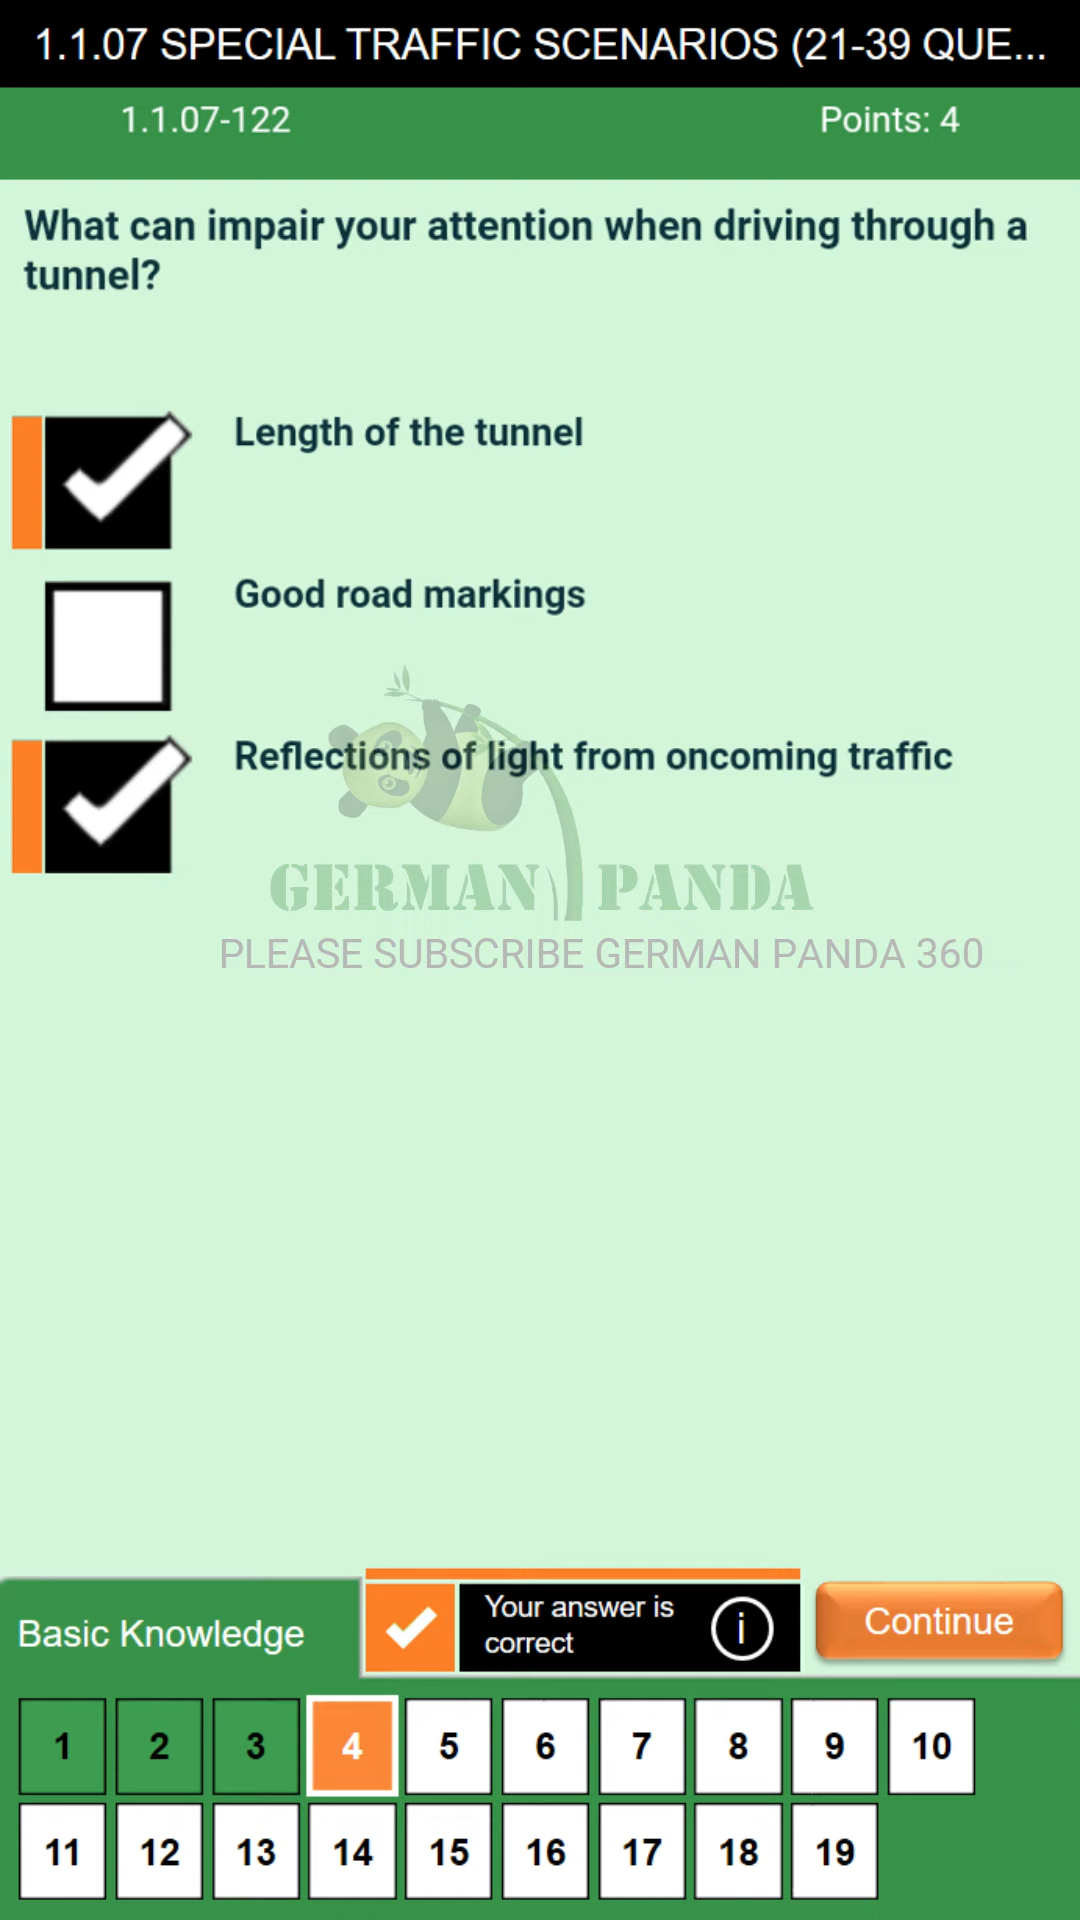 1.1.07 SPECIAL TRAFFIC SCENARIOS (21-39 QUE...
1.1.07-122 Points: 4
What can impair your attention when driving through a
tunnel?
Length of the tunnel
Good road markings
Reflections of light from oncoming traffic
GERMAN PANDA
PLEASE SUBSCRIBE GERMAN PANDA 360
Basic Knowledge
Your answer is
correct
i
Continue
1 2 3 4 5 6 7 8 9 10
11 12 13 14 15 16 17 18 19